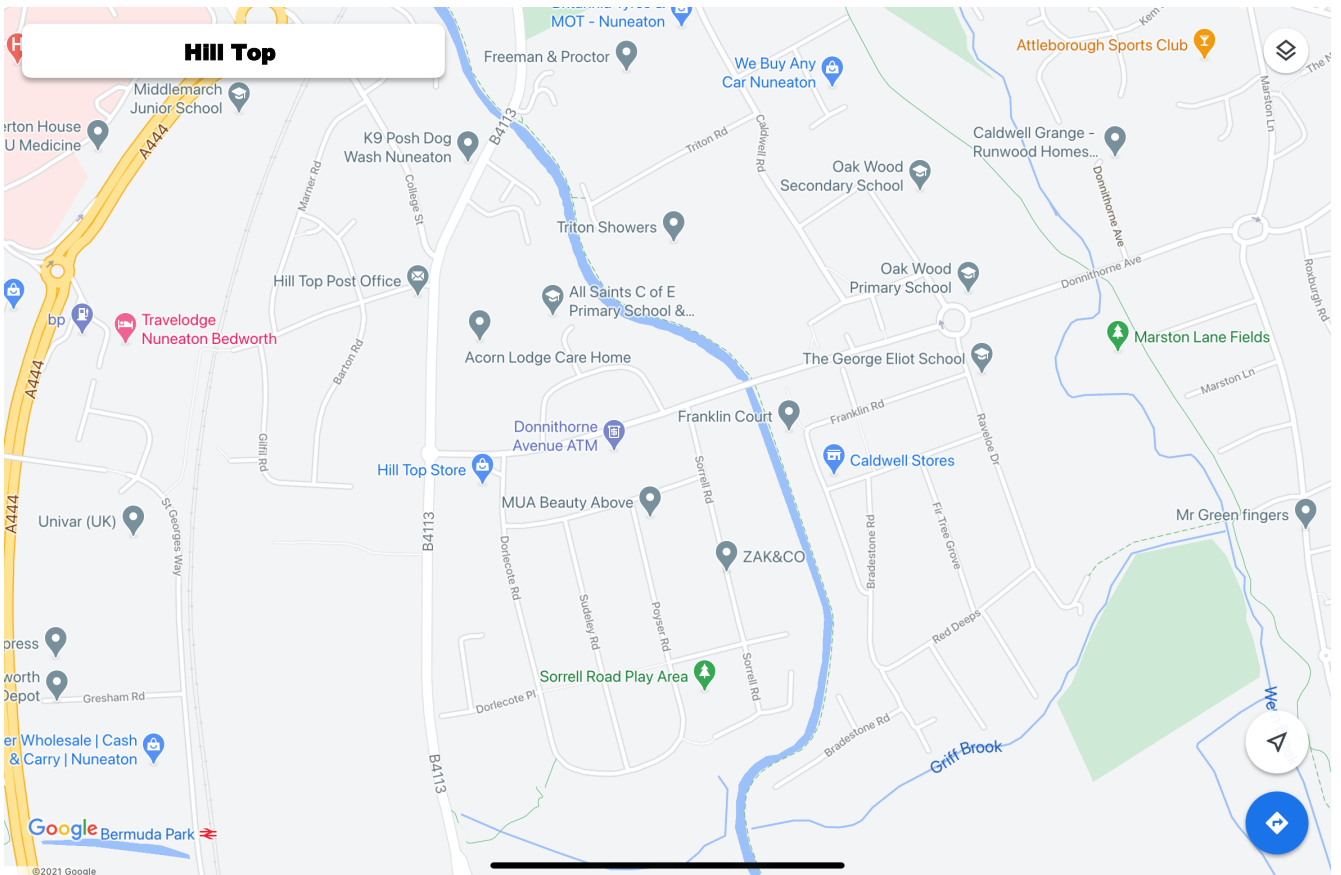 Hill Top
MOT - Nuneaton
Freeman & Proctor
We Buy Any
Car Nuneaton
Attleborough Sports Club
Marston Ln
Middlemarch
Junior School
A444
erton House
U Medicine
K9 Posh Dog
Wash Nuneaton
B4113
Triton Rd
Caldwell Rd
Caldwell Grange -
Runwood Homes...
Oak Wood
Secondary School
Marner Rd
College St
Donnithorne Ave
Triton Showers
Hill Top Post Office
Oak Wood
Primary School
Donnithorne Ave
Roxburgh Rd
All Saints C of E
Primary School &...
bp
Travelodge
Nuneaton Bedworth
Acorn Lodge Care Home
The George Eliot School
Marston Lane Fields
A444
Barton Rd
Marston Ln
Franklin Court
Franklin Rd
Donnithorne
Avenue ATM
Raveloe Dr
Gilfil Rd
Hill Top Store
Caldwell Stores
Sorrell Rd
A444
St Georges Way
MUA Beauty Above
Univar (UK)
B4113
Mr Green fingers
Bradestone Rd
Fir Tree Grove
Dorlecote Rd
ZAK&CO
Sudeley Rd
Poyser Rd
Red Deeps
press
worth
Depot
Gresham Rd
Sorrell Road Play Area
Sorrell Rd
Dorlecote Pl
Bradestone Rd
We
er Wholesale | Cash
& Carry | Nuneaton
B4113
Griff Brook
Google
Bermuda Park
©2021 Google